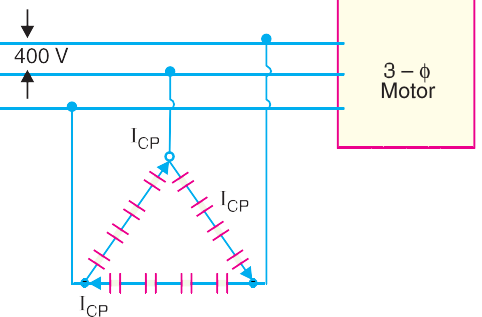 400 V
3 – ϕ
Motor
I_CP
I_CP
I_CP